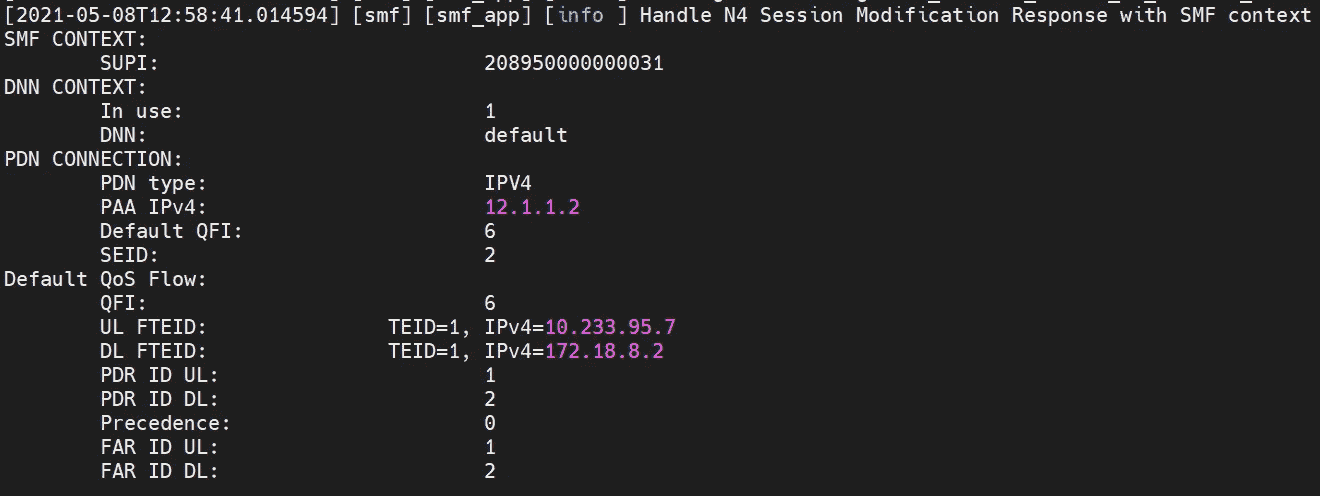 [2021-05-08T12:58:41.014594] [smf] [smf_app] [info ] Handle N4 Session Modification Response with SMF context
SMF CONTEXT:
SUPI: 208950000000031
DNN CONTEXT:
In use: 1
DNN: default
PDN CONNECTION:
PDN type: IPV4
PAA IPv4: 12.1.1.2
Default QFI: 6
SEID: 2
Default QoS Flow:
QFI: 6
UL FTEID: TEID=1, IPv4=10.233.95.7
DL FTEID: TEID=1, IPv4=172.18.8.2
PDR ID UL: 1
PDR ID DL: 2
Precedence: 0
FAR ID UL: 1
FAR ID DL: 2